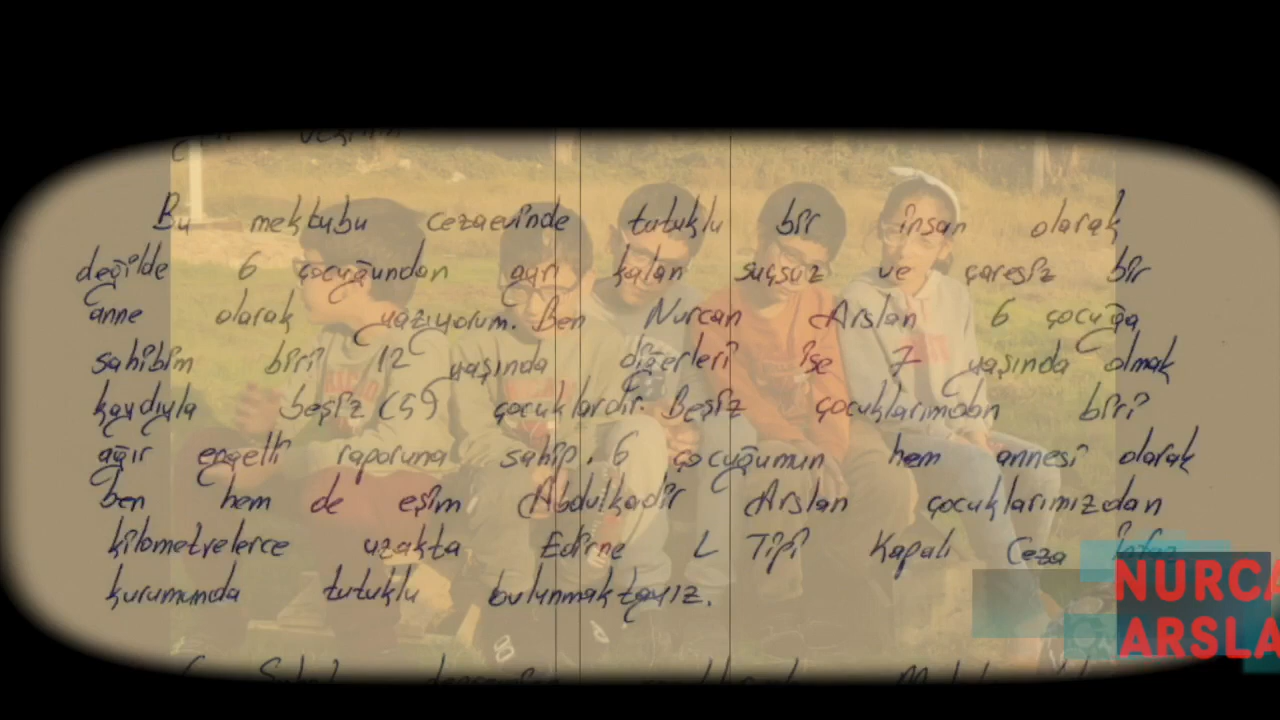 Bu mektubu cezaevinde tutuklu bir insan olarak
değilde 6 çocuğundan ayrı kalan suçsuz ve çaresiz bir
anne olarak yazıyorum. Ben Nurcan Arslan 6 çocuğa
sahibim biri 12 yaşında diğerleri ise 7 yaşında olmak
kaydıyla beşiz (5) çocuklardır. Beşiz çocuklarımdan biri
ağır engelli raporuna sahip. 6 çocuğumun hem annesi olarak
ben hem de eşim Abdulkadir Arslan çocuklarımızdan
kilometrelerce uzakta Edirne L Tipi Kapalı Ceza İnfaz
kurumunda tutuklu bulunmaktayız.
NURCA
ARSLA